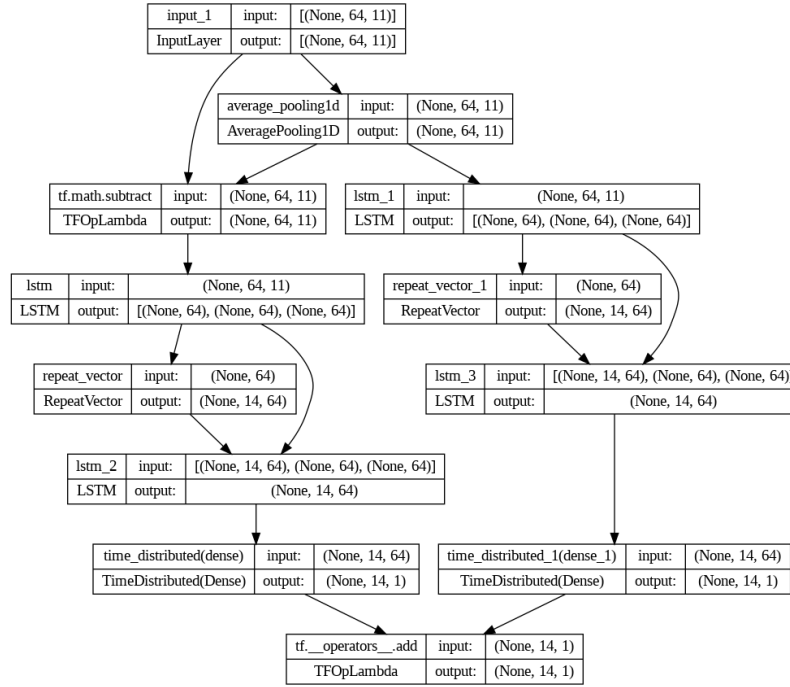 input_1 input: [(None, 64, 11)]
InputLayer output: [(None, 64, 11)]
average_pooling1d input: (None, 64, 11)
AveragePooling1D output: (None, 64, 11)
tf.math.subtract input: (None, 64, 11)
TFOpLambda output: (None, 64, 11)
lstm_1 input: (None, 64, 11)
LSTM output: [(None, 64), (None, 64), (None, 64)]
lstm input: (None, 64, 11)
LSTM output: [(None, 64), (None, 64), (None, 64)]
repeat_vector_1 input: (None, 64)
RepeatVector output: (None, 14, 64)
repeat_vector input: (None, 64)
RepeatVector output: (None, 14, 64)
lstm_3 input: [(None, 14, 64), (None, 64), (None, 64)]
LSTM output: (None, 14, 64)
lstm_2 input: [(None, 14, 64), (None, 64), (None, 64)]
LSTM output: (None, 14, 64)
time_distributed(dense) input: (None, 14, 64)
TimeDistributed(Dense) output: (None, 14, 1)
time_distributed_1(dense_1) input: (None, 14, 64)
TimeDistributed(Dense) output: (None, 14, 1)
tf.__operators__.add input: (None, 14, 1)
TFOpLambda output: (None, 14, 1)